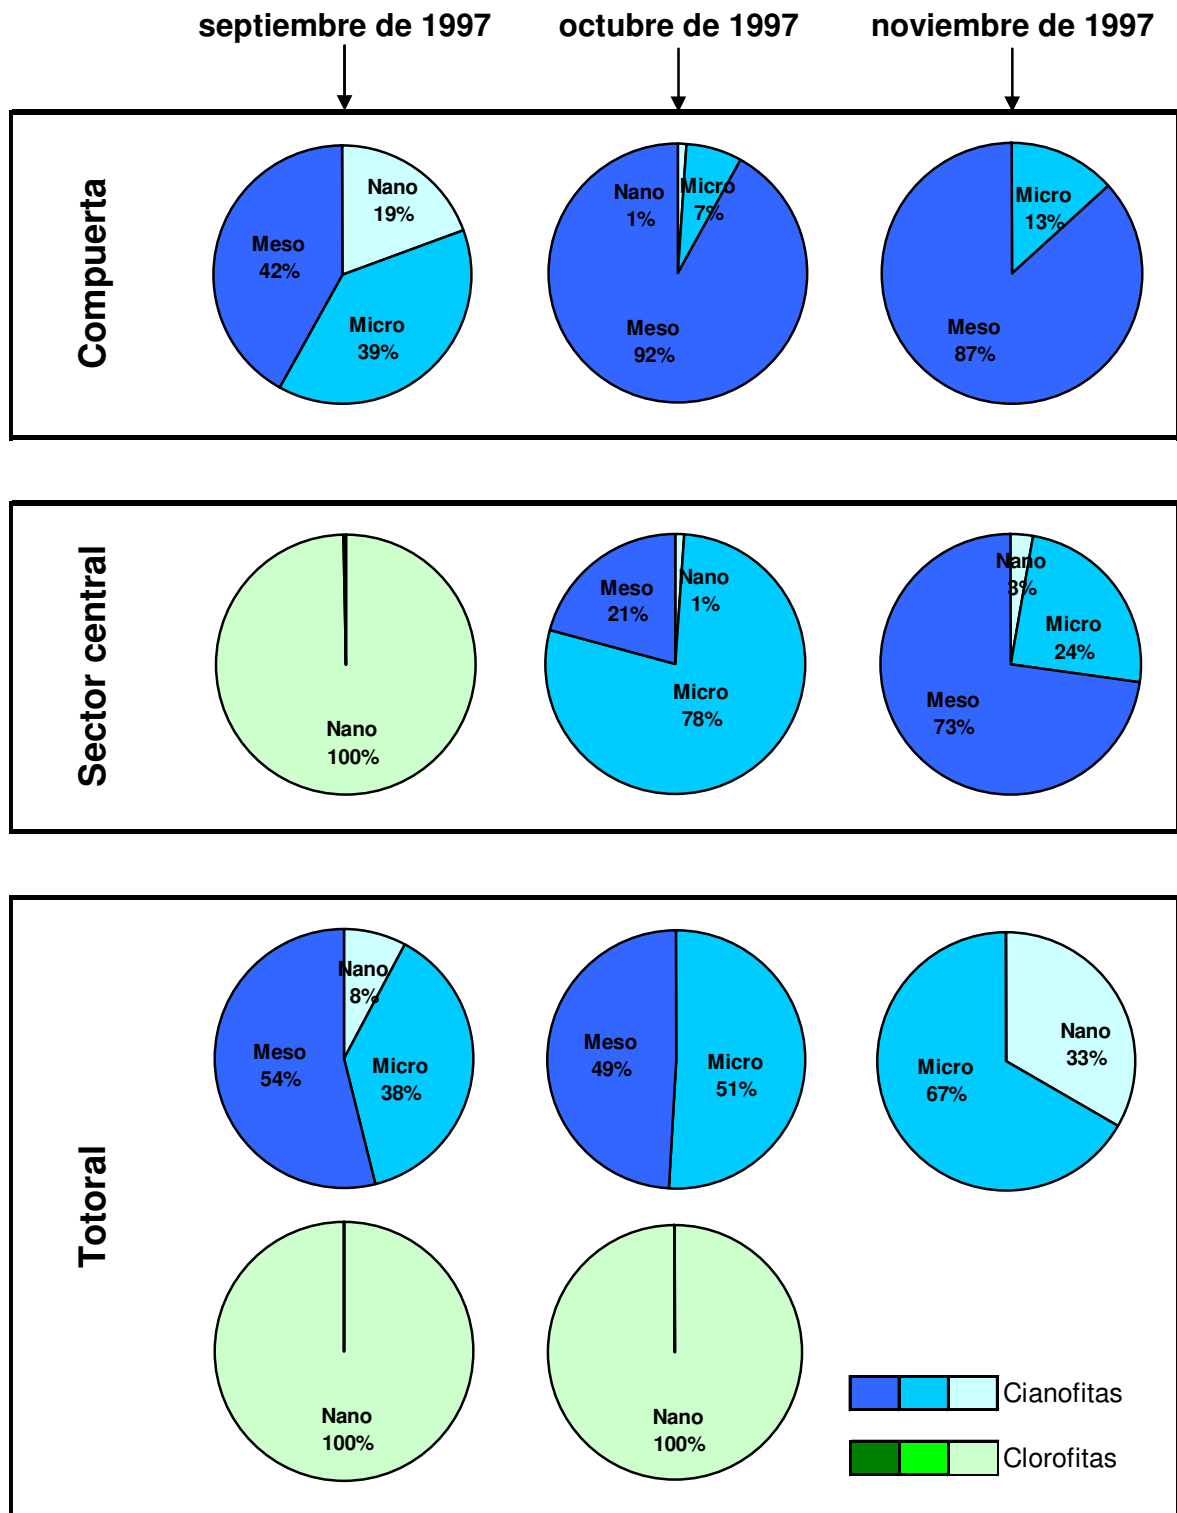 septiembre de 1997
octubre de 1997
noviembre de 1997
Compuerta
Nano
19%
Meso
42%
Micro
39%
Nano
1%
Micro
7%
Meso
92%
Micro
13%
Meso
87%
Sector central
Nano
100%
Meso
21%
Nano
1%
Micro
78%
Nano
3%
Micro
24%
Meso
73%
Totoral
Nano
8%
Meso
54%
Micro
38%
Meso
49%
Micro
51%
Nano
33%
Micro
67%
Nano
100%
Nano
100%
Cianofitas
Clorofitas